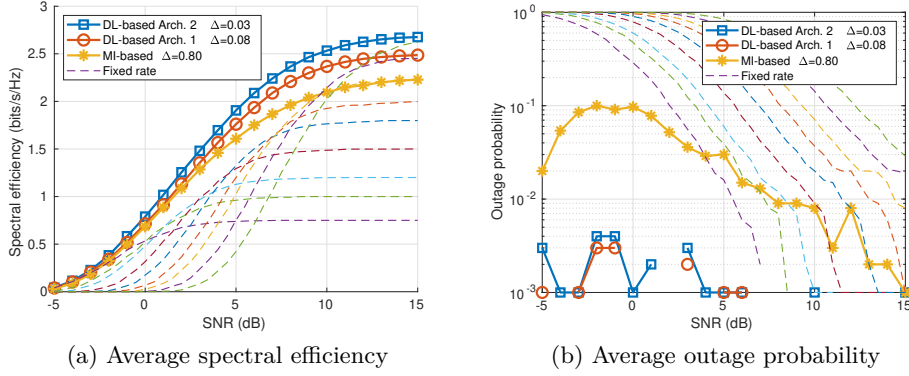 3
2.5
2
1.5
1
0.5
0
Spectral efficiency (bits/s/Hz)
DL-based Arch. 2 Δ=0.03
DL-based Arch. 1 Δ=0.08
MI-based Δ=0.80
Fixed rate
-5 0 5 10 15
SNR (dB)
(a) Average spectral efficiency
10⁰
10⁻¹
10⁻²
10⁻³
Outage probability
DL-based Arch. 2 Δ=0.03
DL-based Arch. 1 Δ=0.08
MI-based Δ=0.80
Fixed rate
-5 0 5 10 15
SNR (dB)
(b) Average outage probability